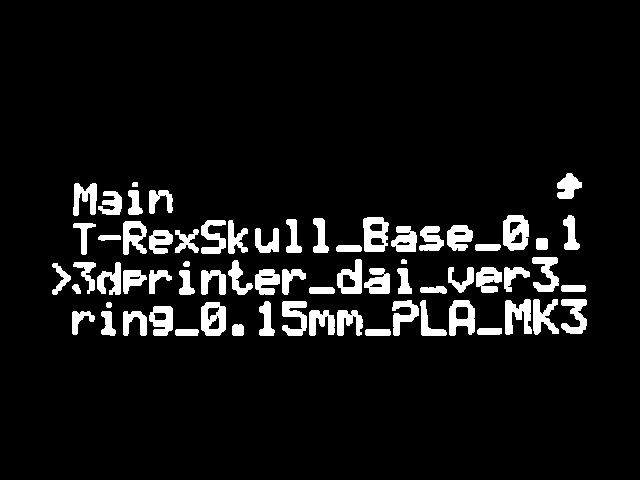 Main
T-RexSkull_Base_0.1
>3dprinter_dai_ver3_
ring_0.15mm_PLA_MK3